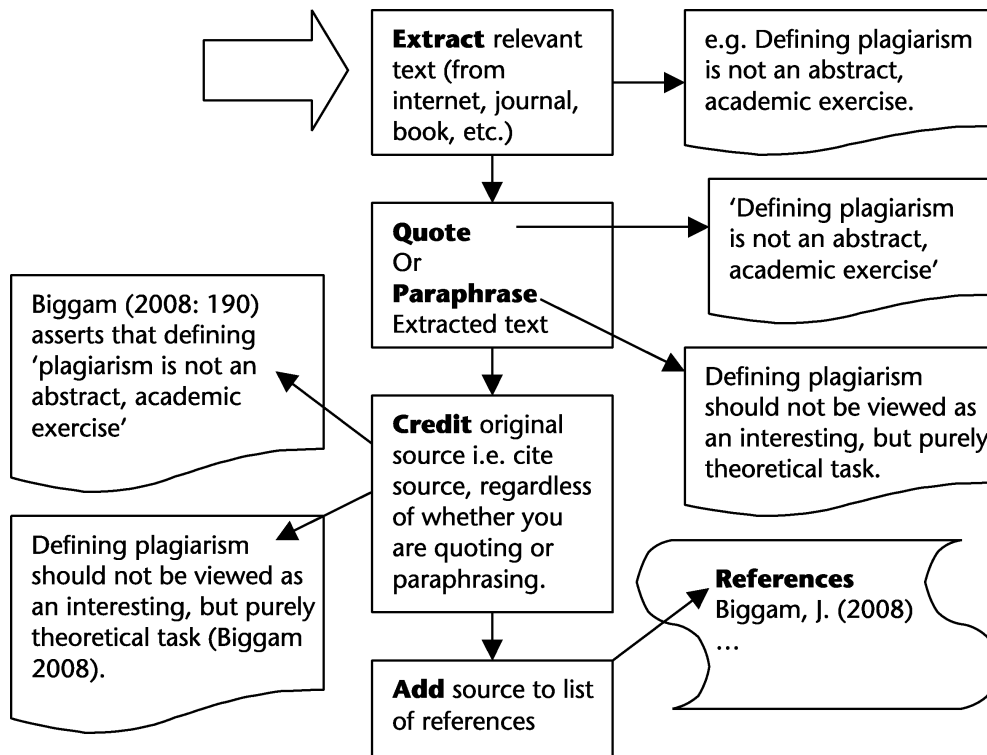 Extract relevant
text (from
internet, journal,
book, etc.)
e.g. Defining plagiarism
is not an abstract,
academic exercise.
Quote
Or
Paraphrase
Extracted text
‘Defining plagiarism
is not an abstract,
academic exercise’
Defining plagiarism
should not be viewed as
an interesting, but purely
theoretical task.
Credit original
source i.e. cite
source, regardless
of whether you
are quoting or
paraphrasing.
Biggam (2008: 190)
asserts that defining
‘plagiarism is not an
abstract, academic
exercise’
Defining plagiarism
should not be viewed as
an interesting, but purely
theoretical task (Biggam
2008).
Add source to list
of references
References
Biggam, J. (2008)
…